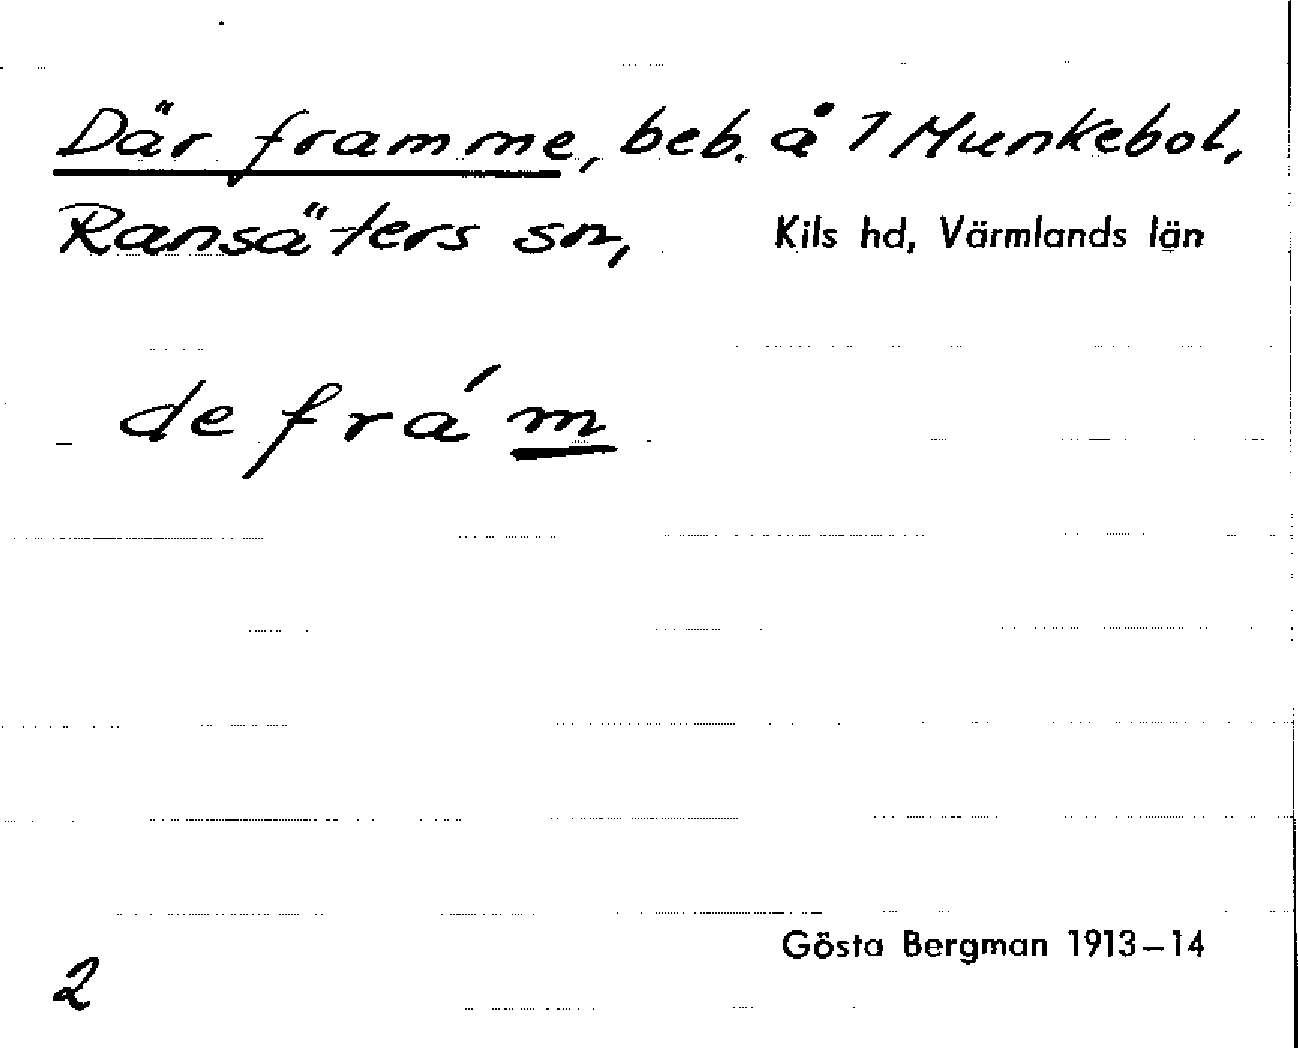 Där framme, beb. å 1 Munkebol,
Ransäters sn, Kils hd, Värmlands län
de frá m
Gösta Bergman 1913-14
2